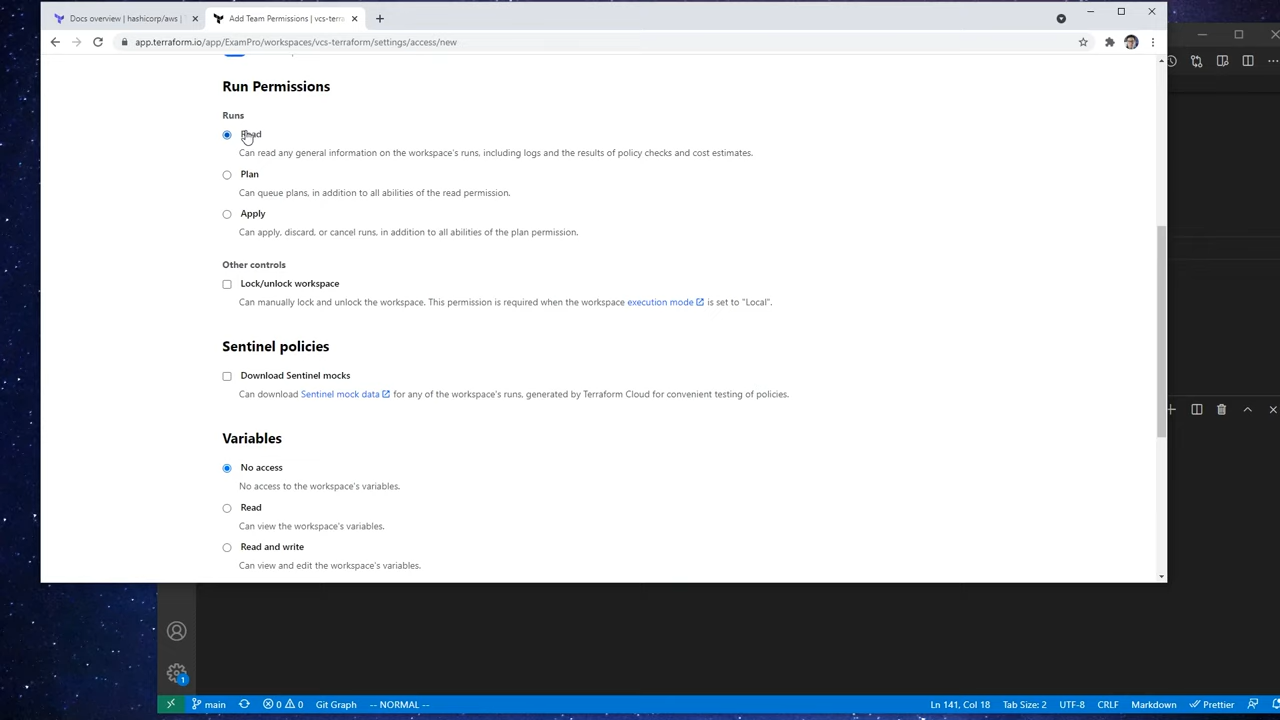 Docs overview | hashicorp/aws |
Add Team Permissions | vcs-terra
app.terraform.io/app/ExamPro/workspaces/vcs-terraform/settings/access/new
Run Permissions
Runs
Read
Can read any general information on the workspace's runs, including logs and the results of policy checks and cost estimates.
Plan
Can queue plans, in addition to all abilities of the read permission.
Apply
Can apply, discard, or cancel runs, in addition to all abilities of the plan permission.
Other controls
Lock/unlock workspace
Can manually lock and unlock the workspace. This permission is required when the workspace execution mode is set to "Local".
Sentinel policies
Download Sentinel mocks
Can download Sentinel mock data for any of the workspace's runs, generated by Terraform Cloud for convenient testing of policies.
Variables
No access
No access to the workspace's variables.
Read
Can view the workspace's variables.
Read and write
Can view and edit the workspace's variables.
1
main 0 0 Git Graph -- NORMAL -- Ln 141, Col 18 Tab Size: 2 UTF-8 CRLF Markdown Prettier